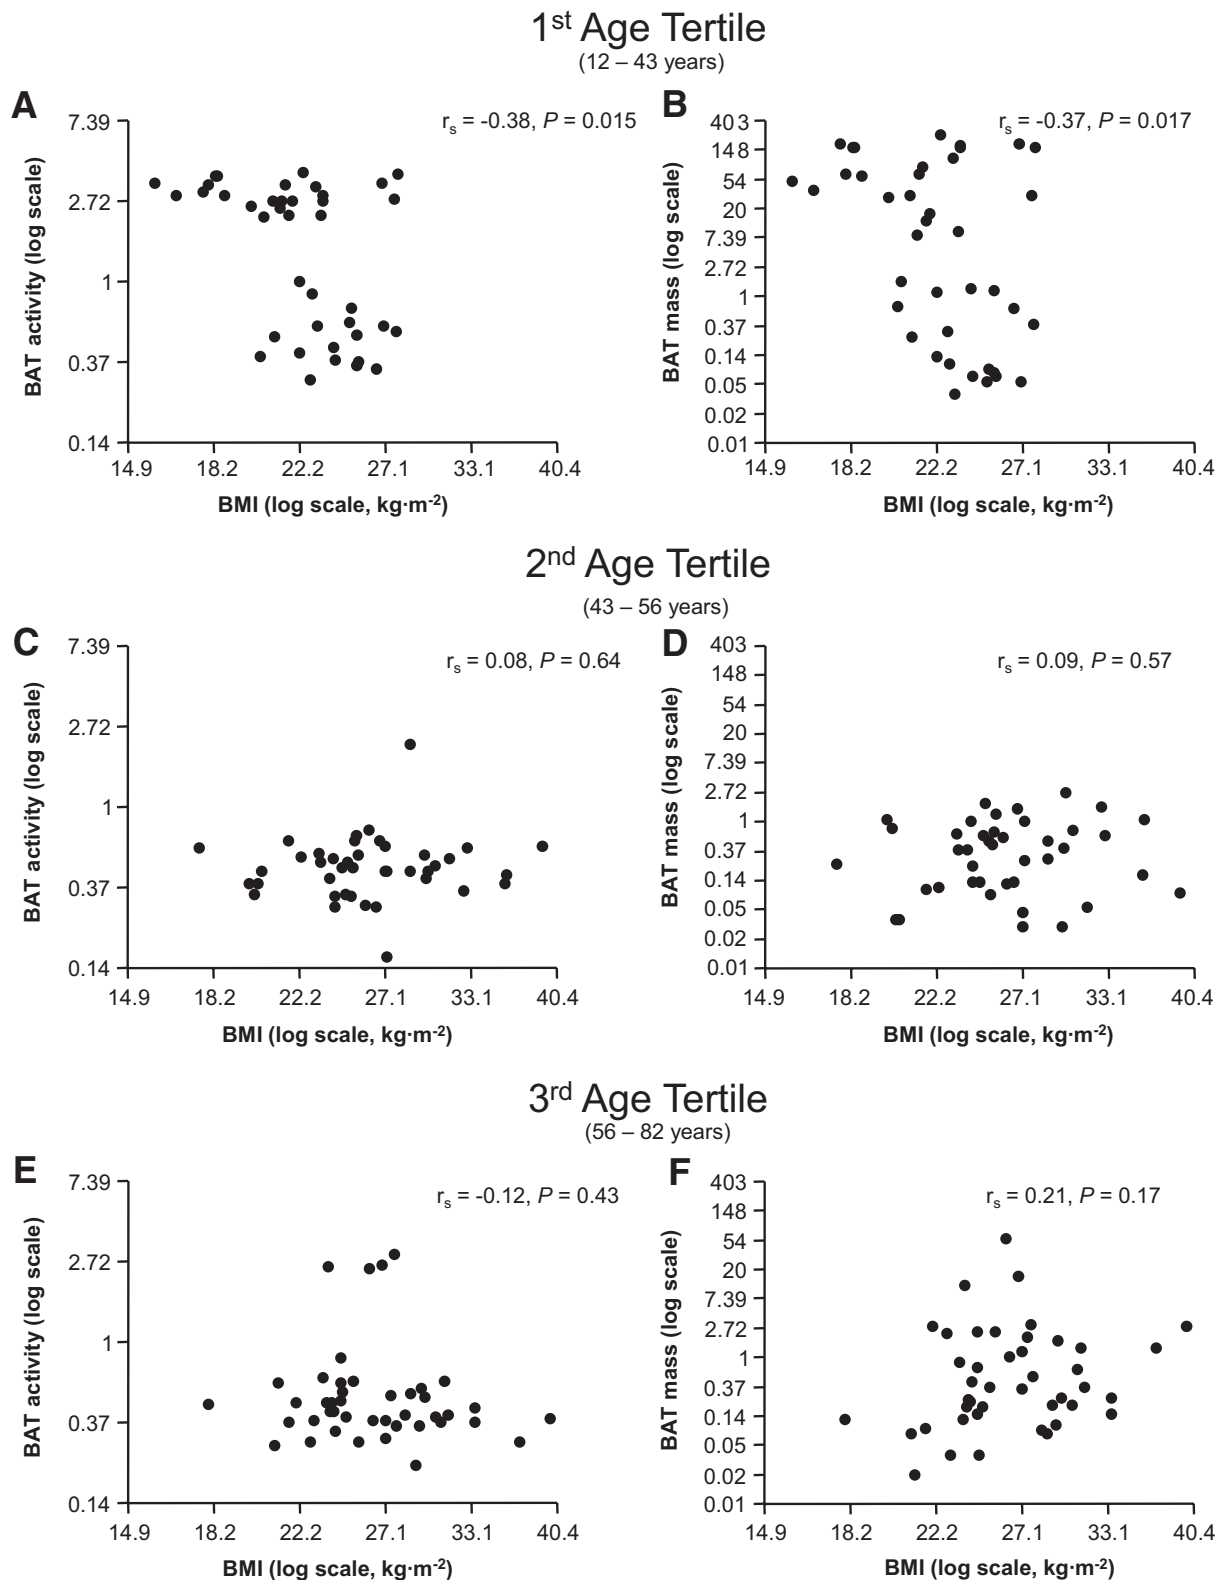 1st Age Tertile
(12 – 43 years)
A
B
rs = -0.38, P = 0.015
rs = -0.37, P = 0.017
BAT activity (log scale)
7.39
2.72
1
0.37
0.14
14.9 18.2 22.2 27.1 33.1 40.4
BMI (log scale, kg·m-2)
BAT mass (log scale)
403
148
54
20
7.39
2.72
1
0.37
0.14
0.05
0.02
0.01
14.9 18.2 22.2 27.1 33.1 40.4
BMI (log scale, kg·m-2)
2nd Age Tertile
(43 – 56 years)
C
D
rs = 0.08, P = 0.64
rs = 0.09, P = 0.57
BAT activity (log scale)
7.39
2.72
1
0.37
0.14
14.9 18.2 22.2 27.1 33.1 40.4
BMI (log scale, kg·m-2)
BAT mass (log scale)
403
148
54
20
7.39
2.72
1
0.37
0.14
0.05
0.02
0.01
14.9 18.2 22.2 27.1 33.1 40.4
BMI (log scale, kg·m-2)
3rd Age Tertile
(56 – 82 years)
E
F
rs = -0.12, P = 0.43
rs = 0.21, P = 0.17
BAT activity (log scale)
7.39
2.72
1
0.37
0.14
14.9 18.2 22.2 27.1 33.1 40.4
BMI (log scale, kg·m-2)
BAT mass (log scale)
403
148
54
20
7.39
2.72
1
0.37
0.14
0.05
0.02
0.01
14.9 18.2 22.2 27.1 33.1 40.4
BMI (log scale, kg·m-2)